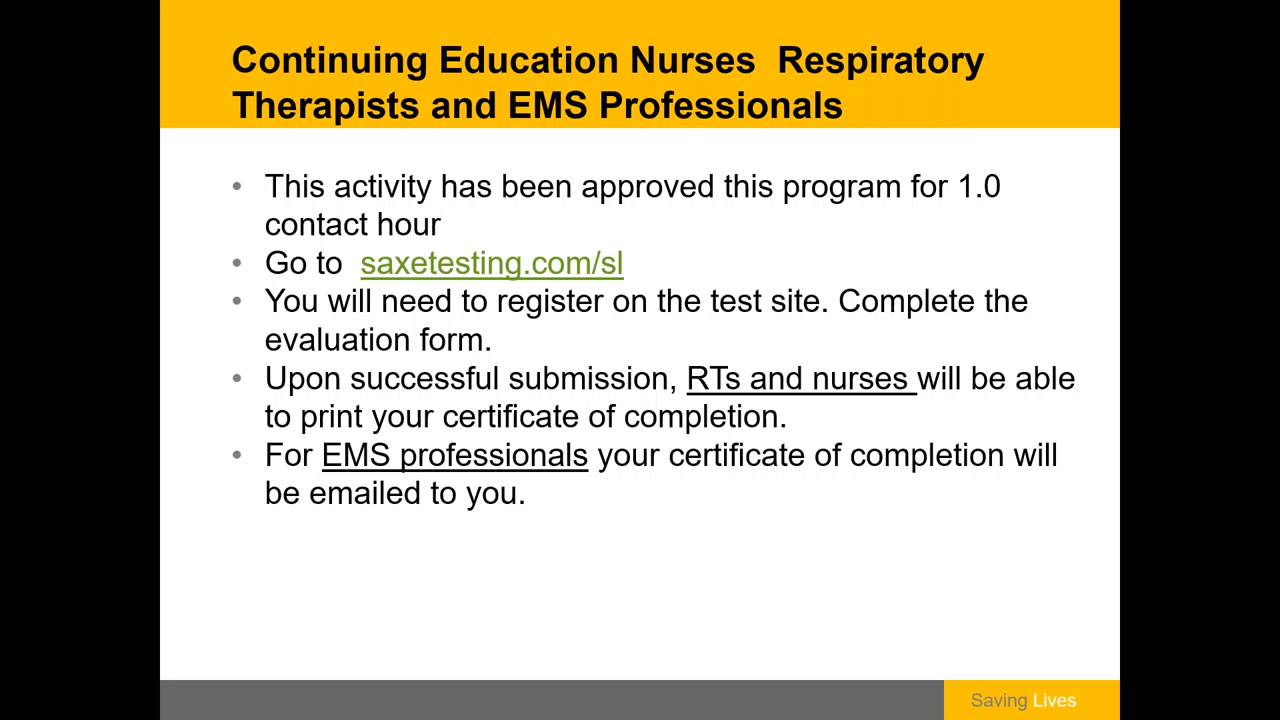 Continuing Education Nurses  Respiratory
Therapists and EMS Professionals
• This activity has been approved this program for 1.0
contact hour
• Go to  saxetesting.com/sl
• You will need to register on the test site. Complete the
evaluation form.
• Upon successful submission, RTs and nurses will be able
to print your certificate of completion.
• For EMS professionals your certificate of completion will
be emailed to you.
Saving Lives